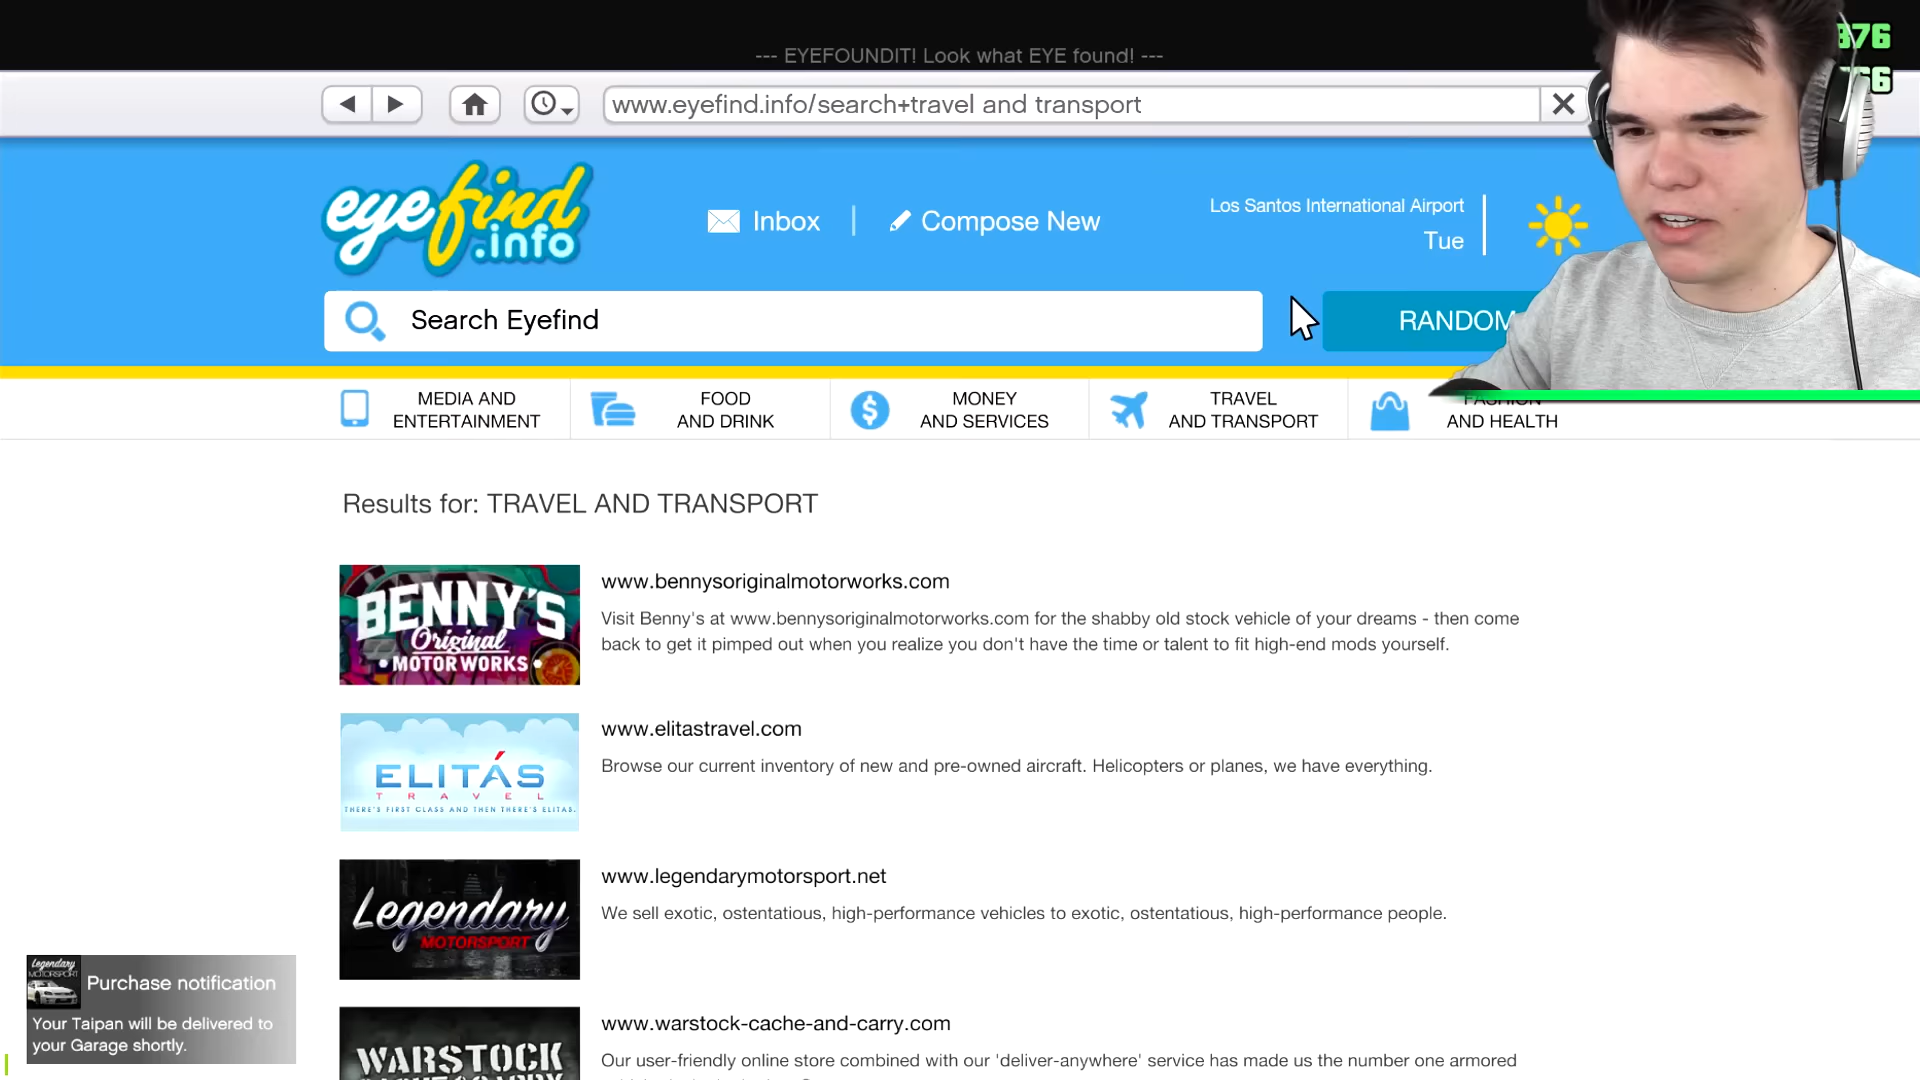 --- EYEFOUNDIT! Look what EYE found! ---
www.eyefind.info/search+travel and transport
eyefind
.info
Inbox
Compose New
Los Santos International Airport
Tue
Search Eyefind
RANDOM
MEDIA AND
ENTERTAINMENT
FOOD
AND DRINK
MONEY
AND SERVICES
TRAVEL
AND TRANSPORT
FASHION
AND HEALTH
Results for: TRAVEL AND TRANSPORT
BENNY'S
Original
MOTOR WORKS
www.bennysoriginalmotorworks.com
Visit Benny's at www.bennysoriginalmotorworks.com for the shabby old stock vehicle of your dreams - then come
back to get it pimped out when you realize you don't have the time or talent to fit high-end mods yourself.
ELITÁS
TRAVEL
THERE'S FIRST CLASS AND THEN THERE'S ELITAS.
www.elitastravel.com
Browse our current inventory of new and pre-owned aircraft. Helicopters or planes, we have everything.
Legendary
MOTORSPORT
www.legendarymotorsport.net
We sell exotic, ostentatious, high-performance vehicles to exotic, ostentatious, high-performance people.
WARSTOCK
www.warstock-cache-and-carry.com
Our user-friendly online store combined with our 'deliver-anywhere' service has made us the number one armored
Legendary
MOTORSPORT
Purchase notification
Your Taipan will be delivered to
your Garage shortly.